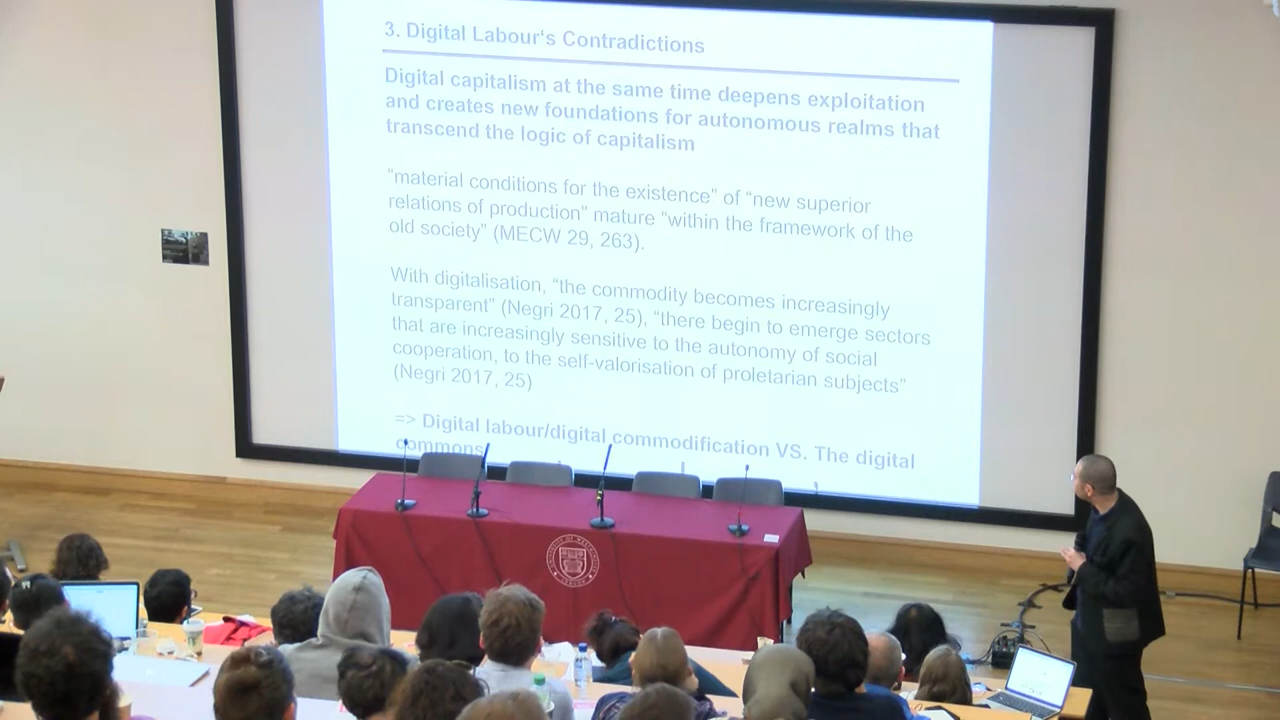 3. Digital Labour's Contradictions
Digital capitalism at the same time deepens exploitation
and creates new foundations for autonomous realms that
transcend the logic of capitalism
“material conditions for the existence” of “new superior
relations of production” mature “within the framework of the
old society” (MECW 29, 263).
With digitalisation, “the commodity becomes increasingly
transparent” (Negri 2017, 25), “there begin to emerge sectors
that are increasingly sensitive to the autonomy of social
cooperation, to the self-valorisation of proletarian subjects”
(Negri 2017, 25)
=> Digital labour/digital commodification VS. The digital
commons